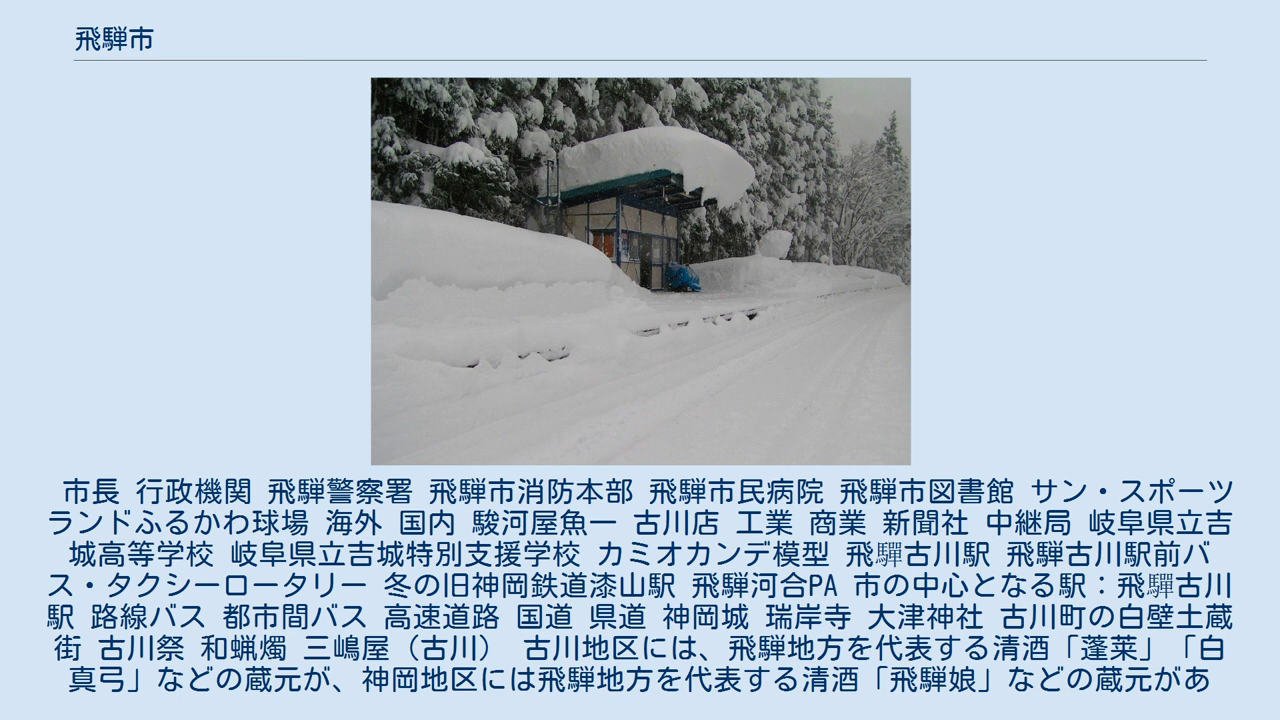 飛騨市
市長 行政機関 飛騨警察署 飛騨市消防本部 飛騨市民病院 飛騨市図書館 サン・スポーツ
ランドふるかわ球場 海外 国内 駿河屋魚一 古川店 工業 商業 新聞社 中継局 岐阜県立吉
城高等学校 岐阜県立吉城特別支援学校 カミオカンデ模型 飛驒古川駅 飛騨古川駅前バ
ス・タクシーロータリー 冬の旧神岡鉄道漆山駅 飛騨河合PA 市の中心となる駅：飛驒古川
駅 路線バス 都市間バス 高速道路 国道 県道 神岡城 瑞岸寺 大津神社 古川町の白壁土蔵
街 古川祭 和蝋燭 三嶋屋（古川） 古川地区には、飛騨地方を代表する清酒「蓬莱」「白
真弓」などの蔵元が、神岡地区には飛騨地方を代表する清酒「飛騨娘」などの蔵元があ